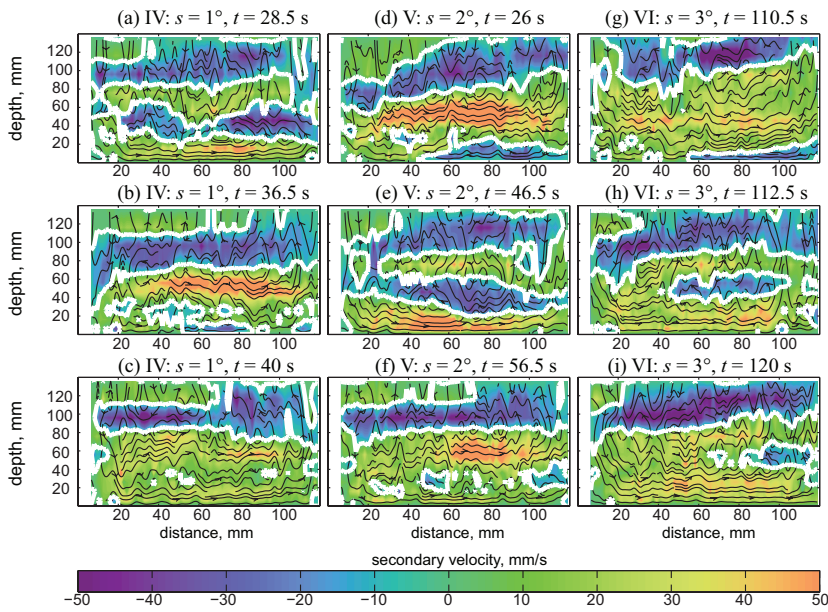 (a) IV: s = 1°, t = 28.5 s (d) V: s = 2°, t = 26 s (g) VI: s = 3°, t = 110.5 s
depth, mm
120
100
80
60
40
20
20 40 60 80 100 20 40 60 80 100 20 40 60 80 100
(b) IV: s = 1°, t = 36.5 s (e) V: s = 2°, t = 46.5 s (h) VI: s = 3°, t = 112.5 s
depth, mm
120
100
80
60
40
20
20 40 60 80 100 20 40 60 80 100 20 40 60 80 100
(c) IV: s = 1°, t = 40 s (f) V: s = 2°, t = 56.5 s (i) VI: s = 3°, t = 120 s
depth, mm
120
100
80
60
40
20
20 40 60 80 100 20 40 60 80 100 20 40 60 80 100
distance, mm distance, mm distance, mm
secondary velocity, mm/s
−50 −40 −30 −20 −10 0 10 20 30 40 50